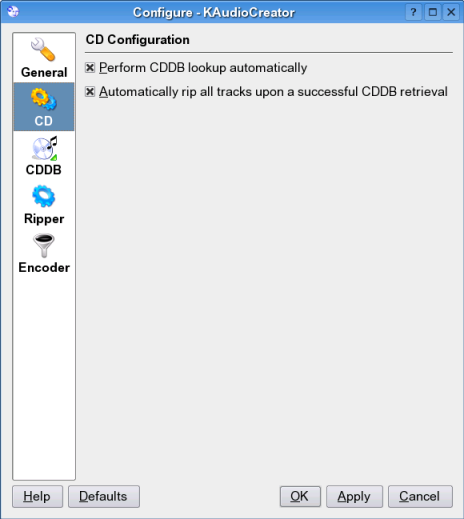 Configure - KAudioCreator
?
General
CD
CDDB
Ripper
Encoder
CD Configuration
Perform CDDB lookup automatically
Automatically rip all tracks upon a successful CDDB retrieval
Help Defaults OK Apply Cancel